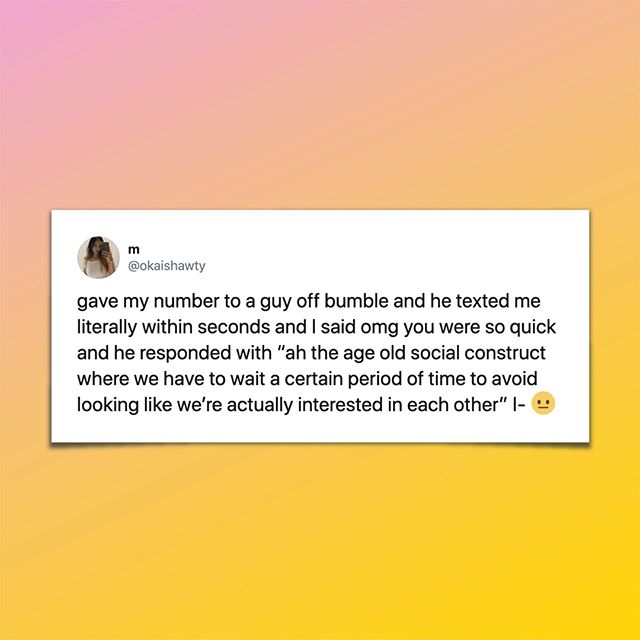 m
@okaishawty
gave my number to a guy off bumble and he texted me
literally within seconds and I said omg you were so quick
and he responded with “ah the age old social construct
where we have to wait a certain period of time to avoid
looking like we’re actually interested in each other” I- 😐